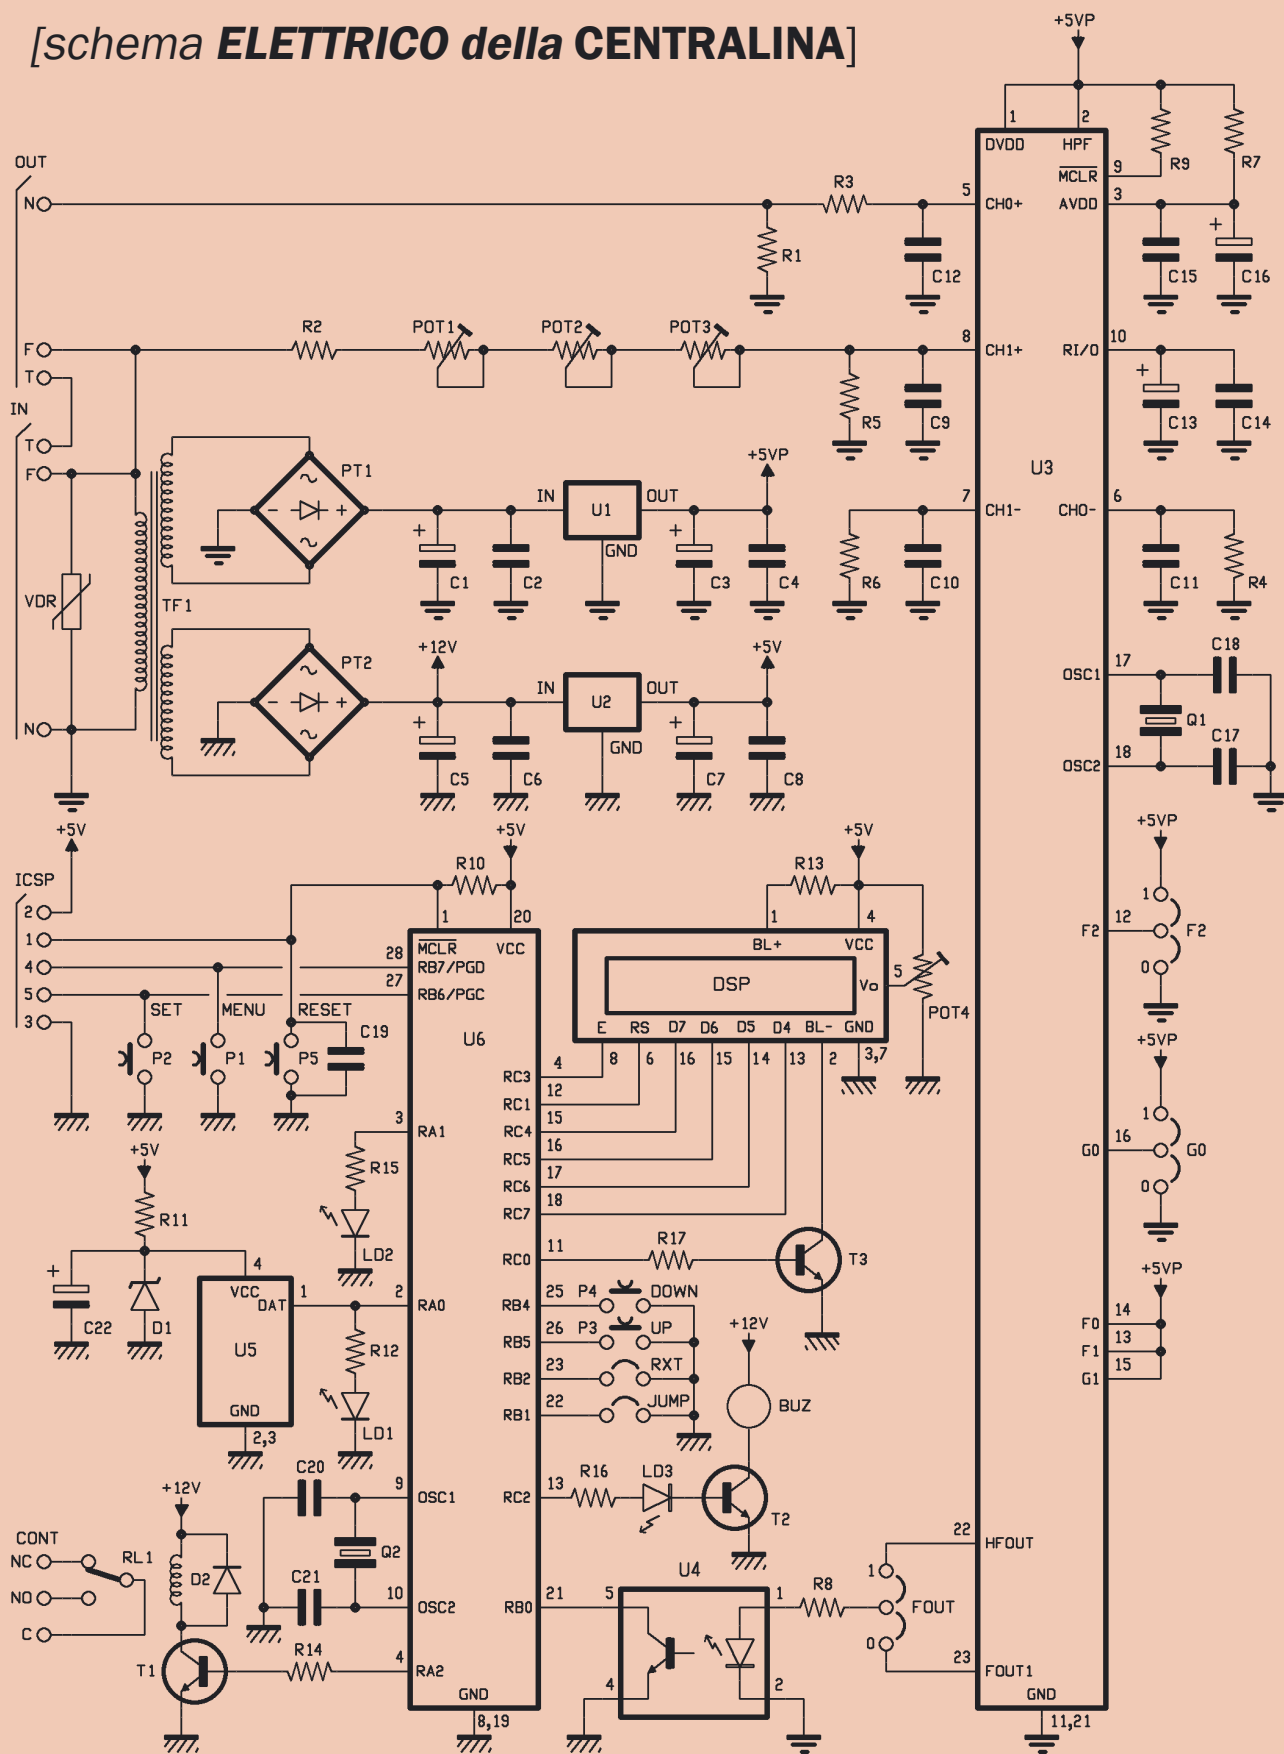 [schema ELETTRICO della CENTRALINA]
+5VP
1 2
DVDD HPF
R9 R7
9
MCLR
OUT
N
R3
5 3
CH0+ AVDD
R1
C12
+
C15 C16
F
R2
POT1 POT2 POT3
8 10
CH1+ RI/O
T
IN
+
R5 C9
C13 C14
T
F
U3
PT1
+5VP
- +
IN U1 OUT
7 6
CH1- CH0-
GND
+ +
C1 C2 C3 C4
R6 C10
C11 R4
VDR
TF1
PT2
+12V +5V
- +
IN U2 OUT
GND
+ +
C5 C6 C7 C8
N
17
OSC1
C18
Q1
C17
18
OSC2
+5V
+5V
+5V
+5VP
ICSP
R10
R13
2
1
4
5
3
1 20
MCLR VCC
28
RB7/PGD
27
RB6/PGC
1 4
BL+ VCC
DSP
5
Vo
POT4
1
12
F2 F2
0
SET MENU RESET
C19
P2 P1 P5
U6
E RS D7 D6 D5 D4 BL- GND
8 6 16 15 14 13 2 3,7
+5VP
4
RC3
12
RC1
15
RC4
16
RC5
17
RC6
18
RC7
3
RA1
1
16
G0 G0
0
+5V
R11
R15
LD2
11
RC0
R17
T3
+5VP
+
C22 D1
4
VCC
DAT
1
2
RA0
U5
GND
2,3
R12
LD1
25
RB4
P4 DOWN
26
RB5
P3 UP
23
RB2
RXT
22
RB1
JUMP
+12V
BUZ
14
F0
13
F1
15
G1
+12V
C20
9
OSC1
Q2
C21
10
OSC2
13
RC2
R16 LD3
T2
CONT
NC
NO
C
RL1
D2
T1
R14
4
RA2
21
RB0
U4
5 1
4 2
R8
1
FOUT
0
22
HFOUT
23
FOUT1
GND
8,19
GND
11,21